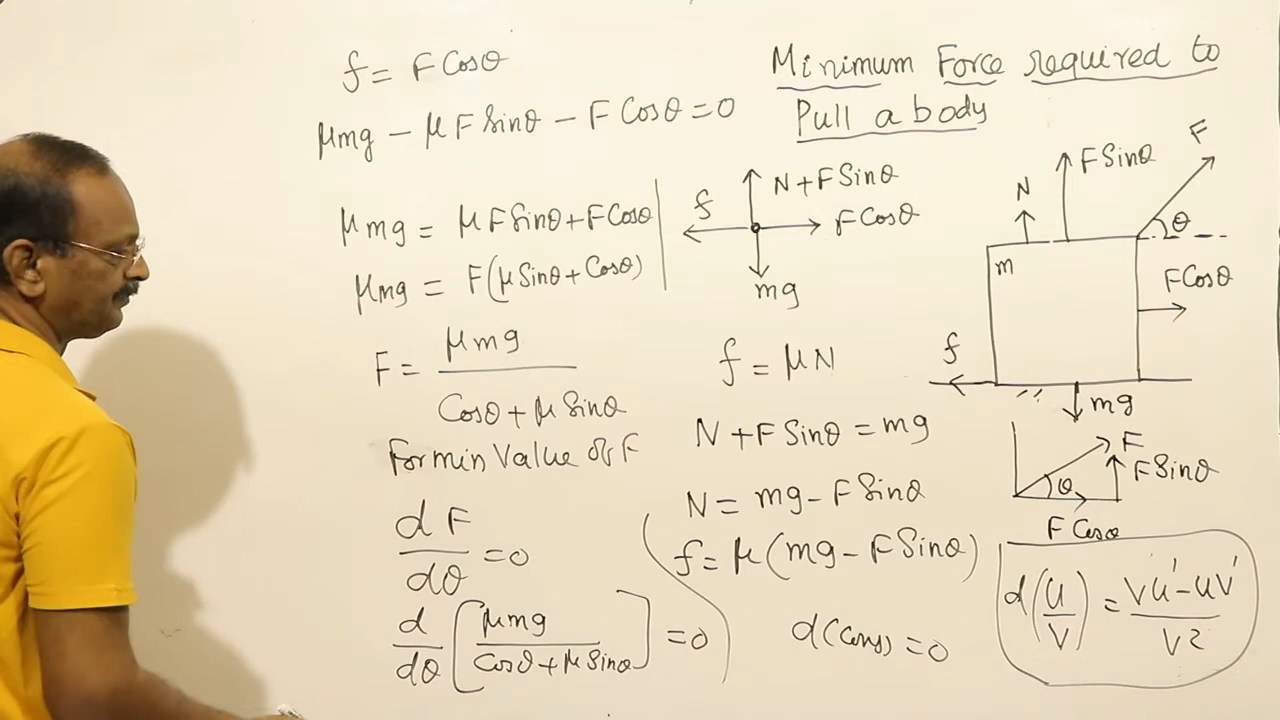 Minimum Force required to
Pull a body
f = F Cosθ
μmg - μF Sinθ - F Cosθ = 0
μmg = μF Sinθ + F Cosθ
μmg = F(μ Sinθ + Cosθ)
F = μmg / Cosθ + μ Sinθ
For min Value of F
dF/dθ = 0
d/dθ [μmg / Cosθ + μ Sinθ] = 0
N + F Sinθ
f
F Cosθ
mg
f = μN
N + F Sinθ = mg
N = mg - F Sinθ
f = μ(mg - F Sinθ)
d(cons) = 0
F
F Sinθ
N
θ
m
F Cosθ
f
mg
F
F Sinθ
θ
F Cosθ
d(U/V) = VU' - UV' / V2